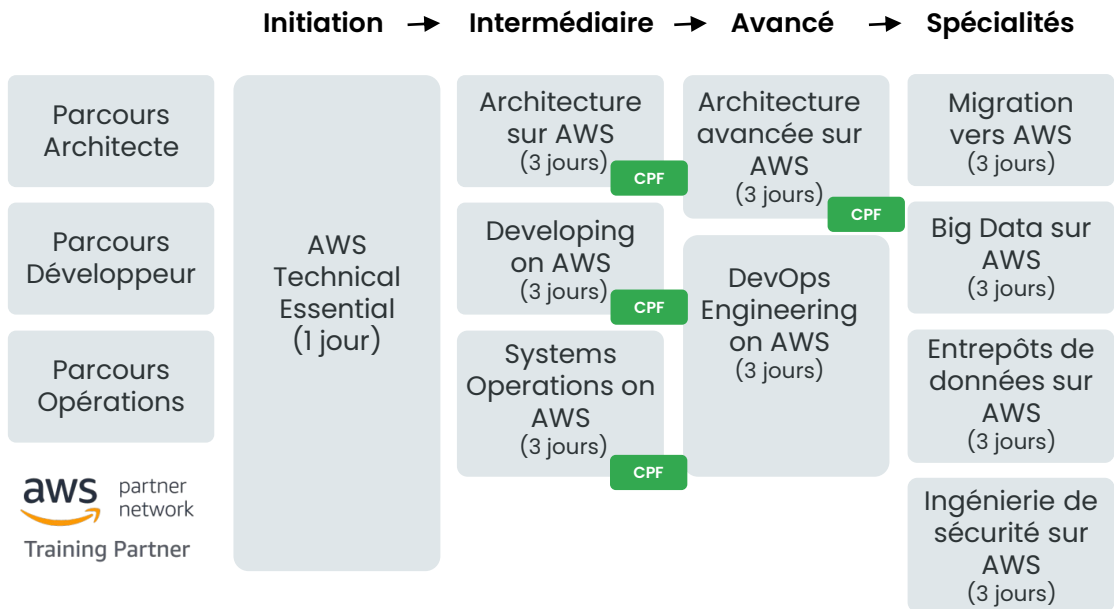 Initiation → Intermédiaire → Avancé → Spécialités
Parcours
Architecte
Parcours
Développeur
Parcours
Opérations
aws partner
network
Training Partner
AWS
Technical
Essential
(1 jour)
Architecture
sur AWS
(3 jours)
CPF
Developing
on AWS
(3 jours)
CPF
Systems
Operations on
AWS
(3 jours)
CPF
Architecture
avancée sur
AWS
(3 jours)
CPF
DevOps
Engineering
on AWS
(3 jours)
Migration
vers AWS
(3 jours)
Big Data sur
AWS
(3 jours)
Entrepôts de
données sur
AWS
(3 jours)
Ingénierie de
sécurité sur
AWS
(3 jours)